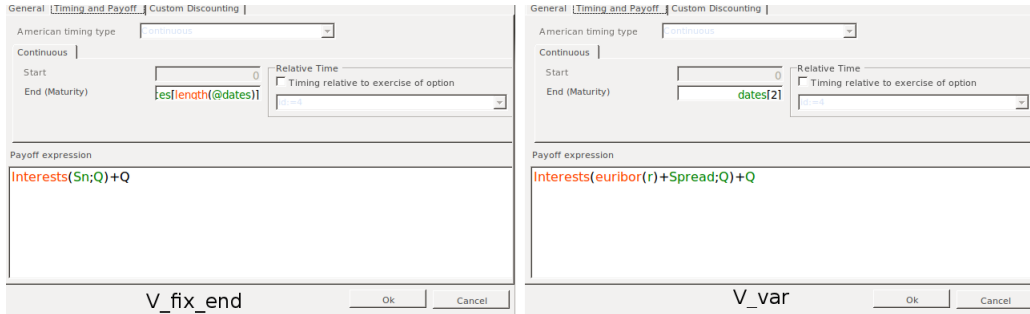 General Timing and Payoff Custom Discounting
American timing type Continuous
Continuous
Start 0
End (Maturity) tes[length(@dates)]
Relative Time
Timing relative to exercise of option
id:=4
Payoff expression
Interests(Sn;Q)+Q
V_fix_end Ok Cancel
General Timing and Payoff Custom Discounting
American timing type Continuous
Continuous
Start 0
End (Maturity) dates[2]
Relative Time
Timing relative to exercise of option
id:=4
Payoff expression
Interests(euribor(r)+Spread;Q)+Q
V_var Ok Cancel